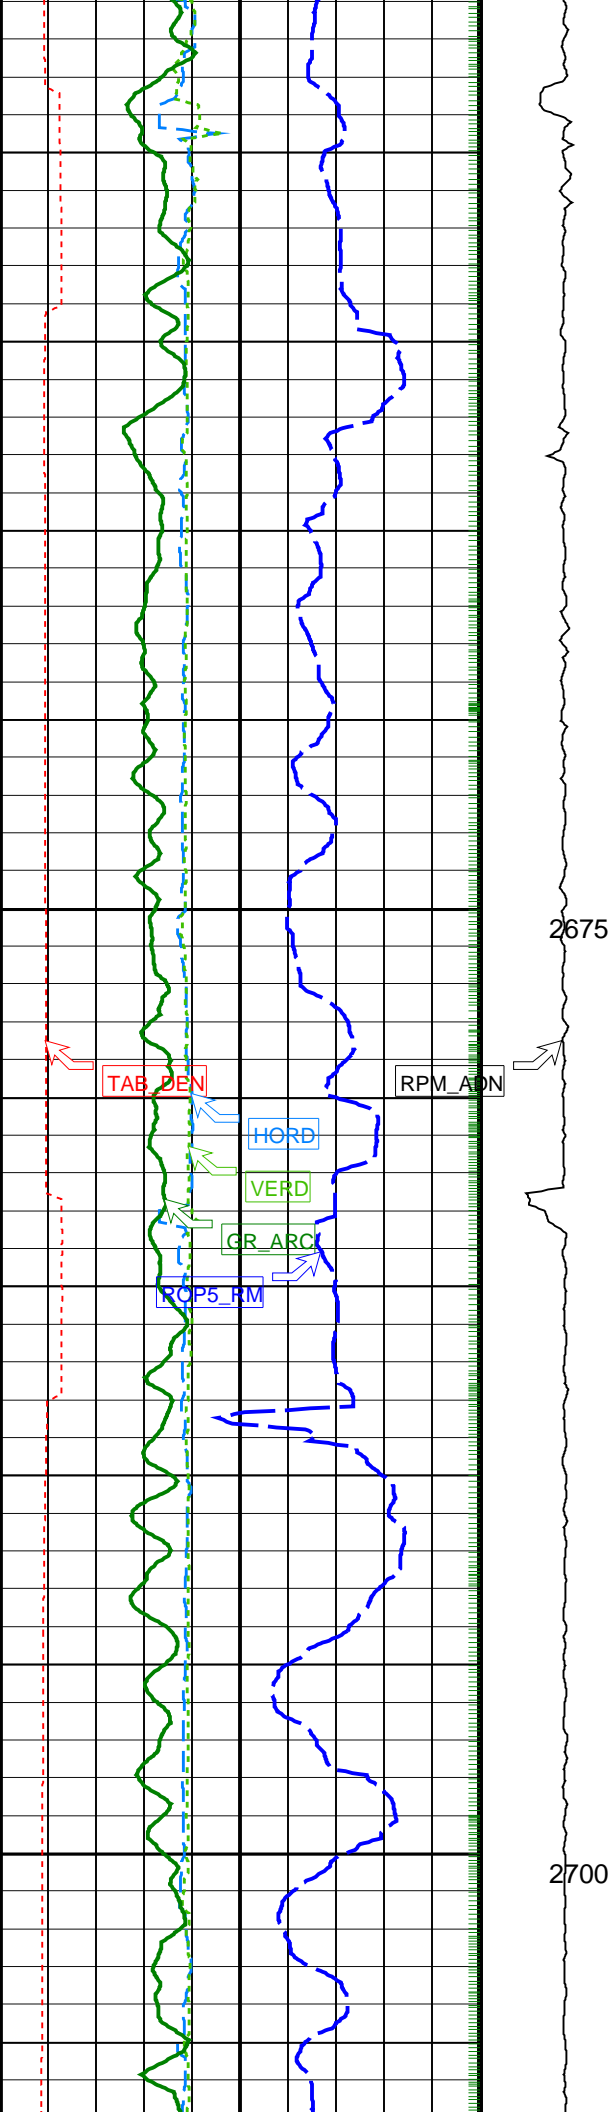 2675
TAB_DEN
RPM_ADN
HORD
VERD
GR_ARC
ROP5_RM
2700